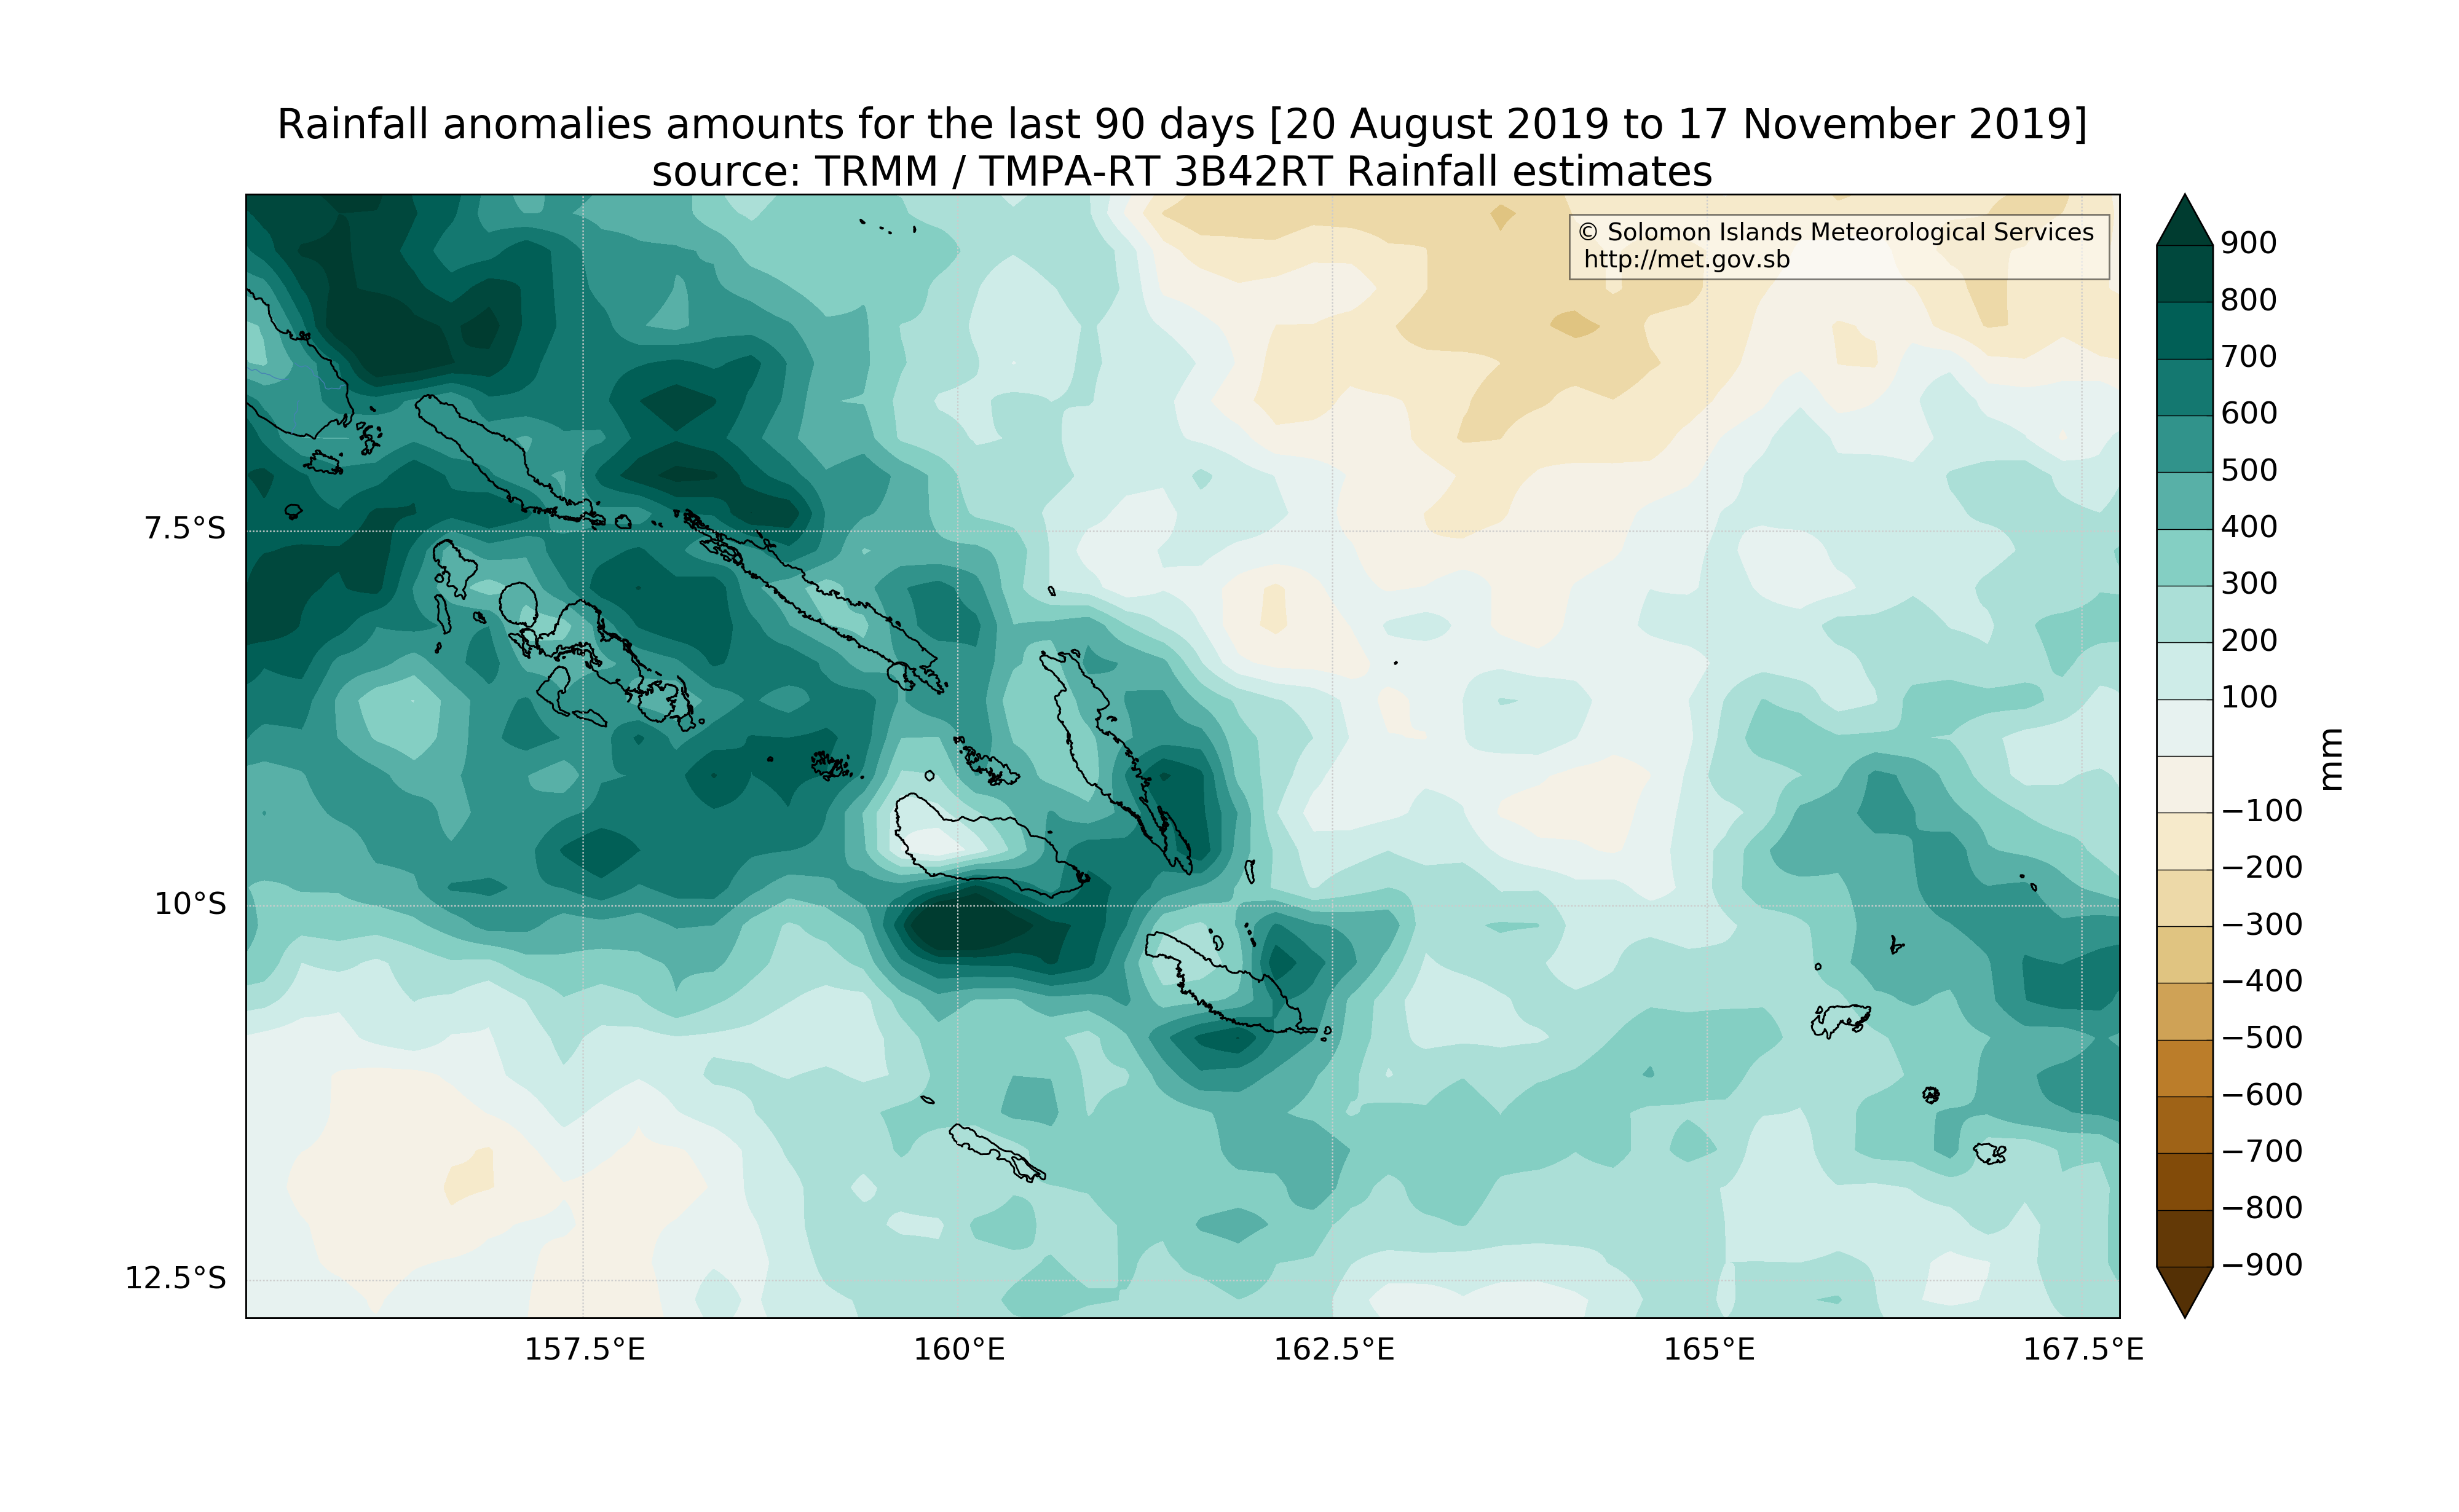 Rainfall anomalies amounts for the last 90 days [20 August 2019 to 17 November 2019]
source: TRMM / TMPA-RT 3B42RT Rainfall estimates
© Solomon Islands Meteorological Services
http://met.gov.sb
7.5°S
10°S
12.5°S
157.5°E
160°E
162.5°E
165°E
167.5°E
900
800
700
600
500
400
300
200
100
−100
−200
−300
−400
−500
−600
−700
−800
−900
mm